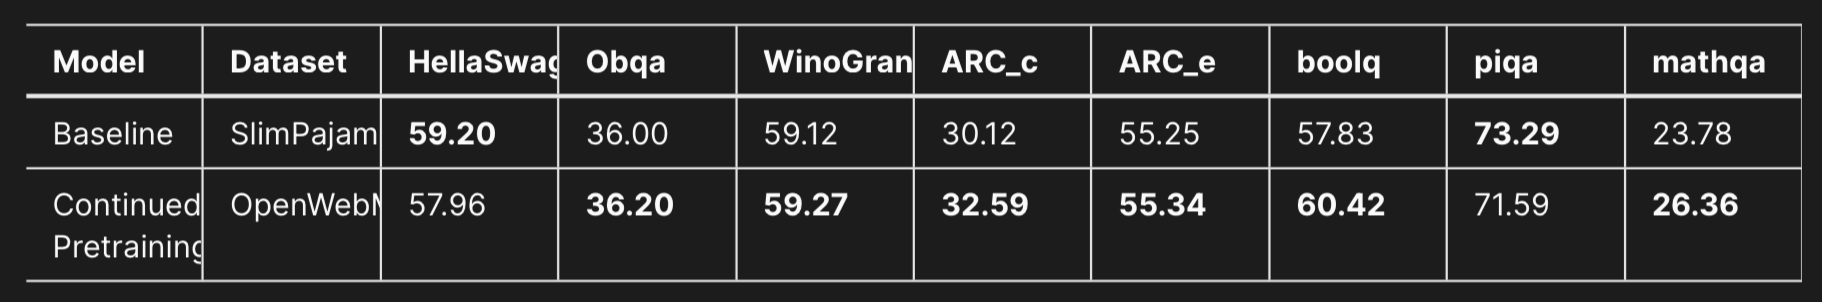 Model Dataset HellaSwag Obqa WinoGran ARC_c ARC_e boolq piqa mathqa
Baseline SlimPajam 59.20 36.00 59.12 30.12 55.25 57.83 73.29 23.78
Continued OpenWebM 57.96 36.20 59.27 32.59 55.34 60.42 71.59 26.36
Pretraining